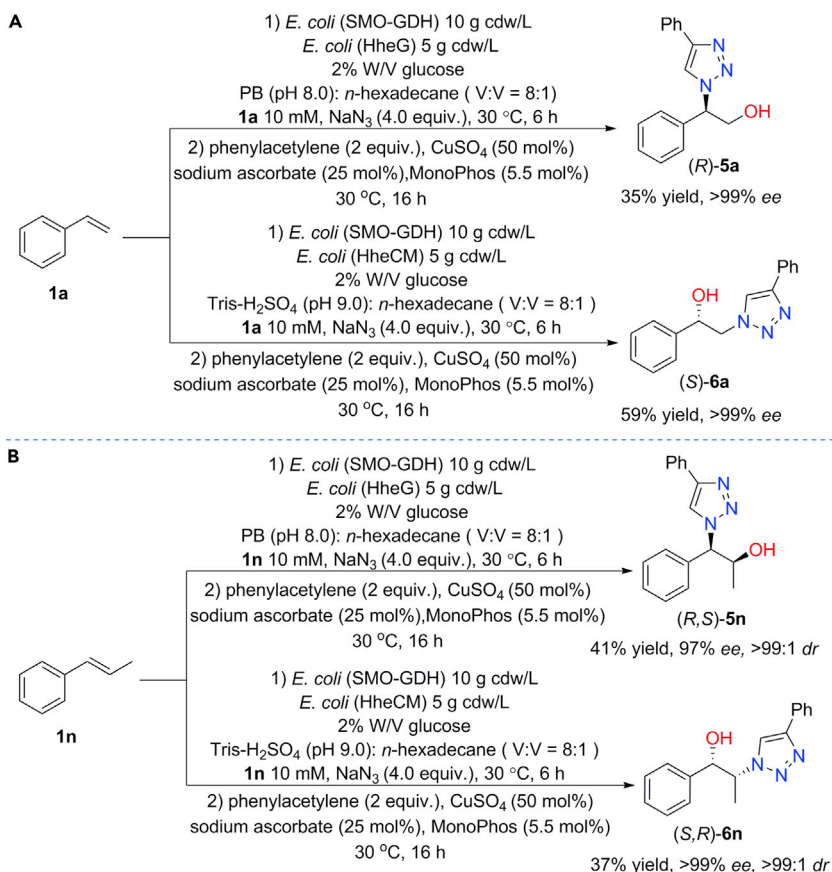 A
1) E. coli (SMO-GDH) 10 g cdw/L
E. coli (HheG) 5 g cdw/L
2% W/V glucose
PB (pH 8.0): n-hexadecane ( V:V = 8:1)
1a 10 mM, NaN₃ (4.0 equiv.), 30 °C, 6 h
2) phenylacetylene (2 equiv.), CuSO₄ (50 mol%)
sodium ascorbate (25 mol%),MonoPhos (5.5 mol%)
30 °C, 16 h
Ph
N
N
N
OH
(R)-5a
35% yield, >99% ee
1a
1) E. coli (SMO-GDH) 10 g cdw/L
E. coli (HheCM) 5 g cdw/L
2% W/V glucose
Tris-H₂SO₄ (pH 9.0): n-hexadecane ( V:V = 8:1 )
1a 10 mM, NaN₃ (4.0 equiv.), 30 °C, 6 h
2) phenylacetylene (2 equiv.), CuSO₄ (50 mol%)
sodium ascorbate (25 mol%), MonoPhos (5.5 mol%)
30 °C, 16 h
Ph
OH
N
N
N
(S)-6a
59% yield, >99% ee
B
1) E. coli (SMO-GDH) 10 g cdw/L
E. coli (HheG) 5 g cdw/L
2% W/V glucose
PB (pH 8.0): n-hexadecane ( V:V = 8:1 )
1n 10 mM, NaN₃ (4.0 equiv.), 30 °C, 6 h
2) phenylacetylene (2 equiv.), CuSO₄ (50 mol%)
sodium ascorbate (25 mol%),MonoPhos (5.5 mol%)
30 °C, 16 h
Ph
N
N
N
OH
(R,S)-5n
41% yield, 97% ee, >99:1 dr
1n
1) E. coli (SMO-GDH) 10 g cdw/L
E. coli (HheCM) 5 g cdw/L
2% W/V glucose
Tris-H₂SO₄ (pH 9.0): n-hexadecane ( V:V = 8:1 )
1n 10 mM, NaN₃ (4.0 equiv.), 30 °C, 6 h
2) phenylacetylene (2 equiv.), CuSO₄ (50 mol%)
sodium ascorbate (25 mol%), MonoPhos (5.5 mol%)
30 °C, 16 h
Ph
OH
N
N
N
(S,R)-6n
37% yield, >99% ee, >99:1 dr